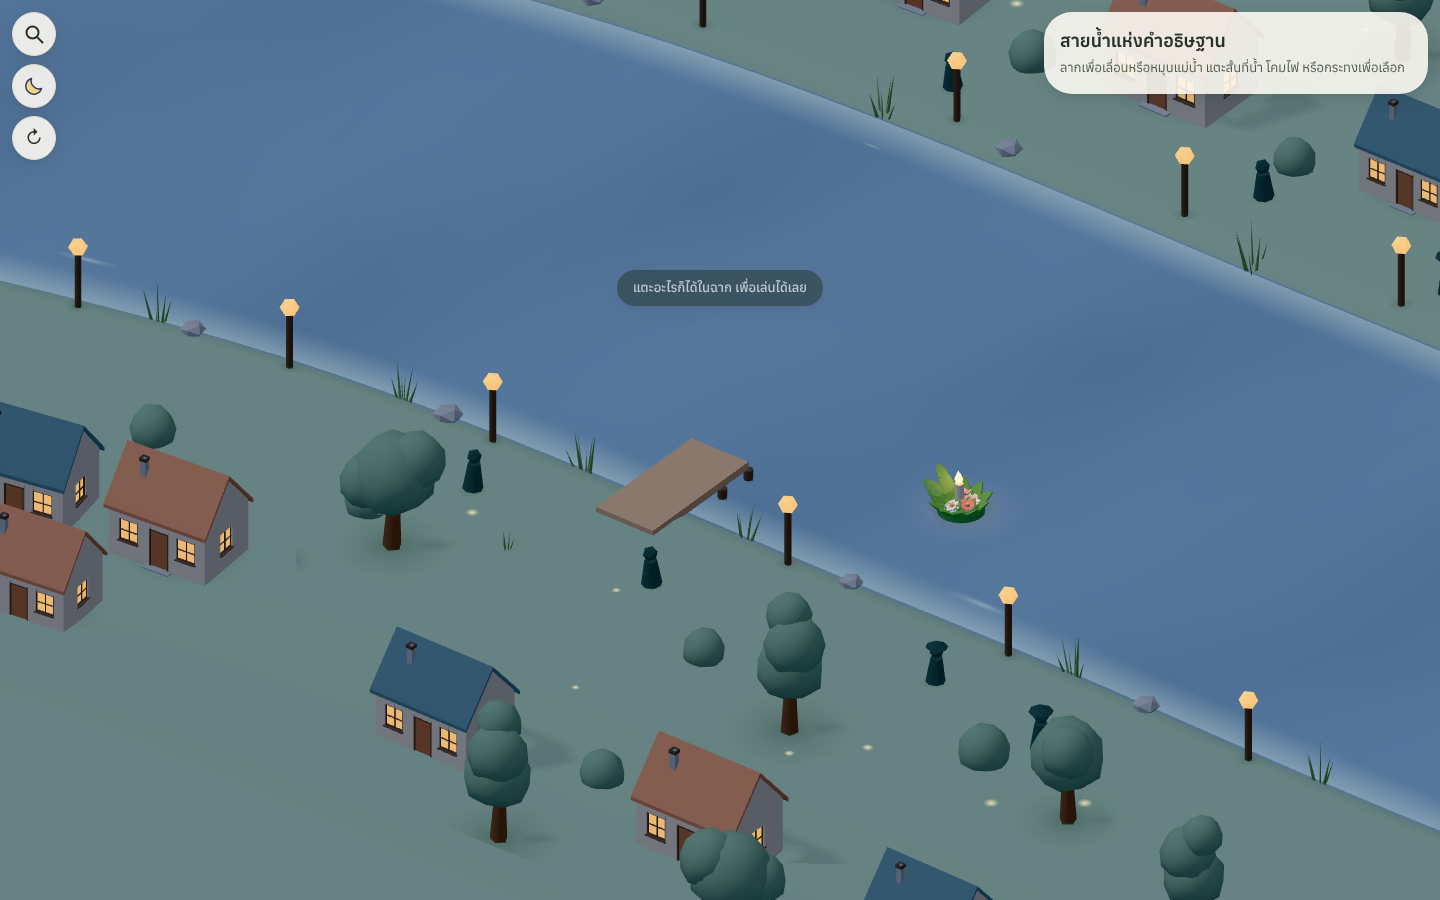 สายน้ำแห่งคำอธิษฐาน
ลากเพื่อเลื่อนหรือหมุนแม่น้ำ แตะสั้นที่น้ำ โคมไฟ หรือกระทงเพื่อเลือก
แตะอะไรก็ได้ในฉาก เพื่อเล่นได้เลย